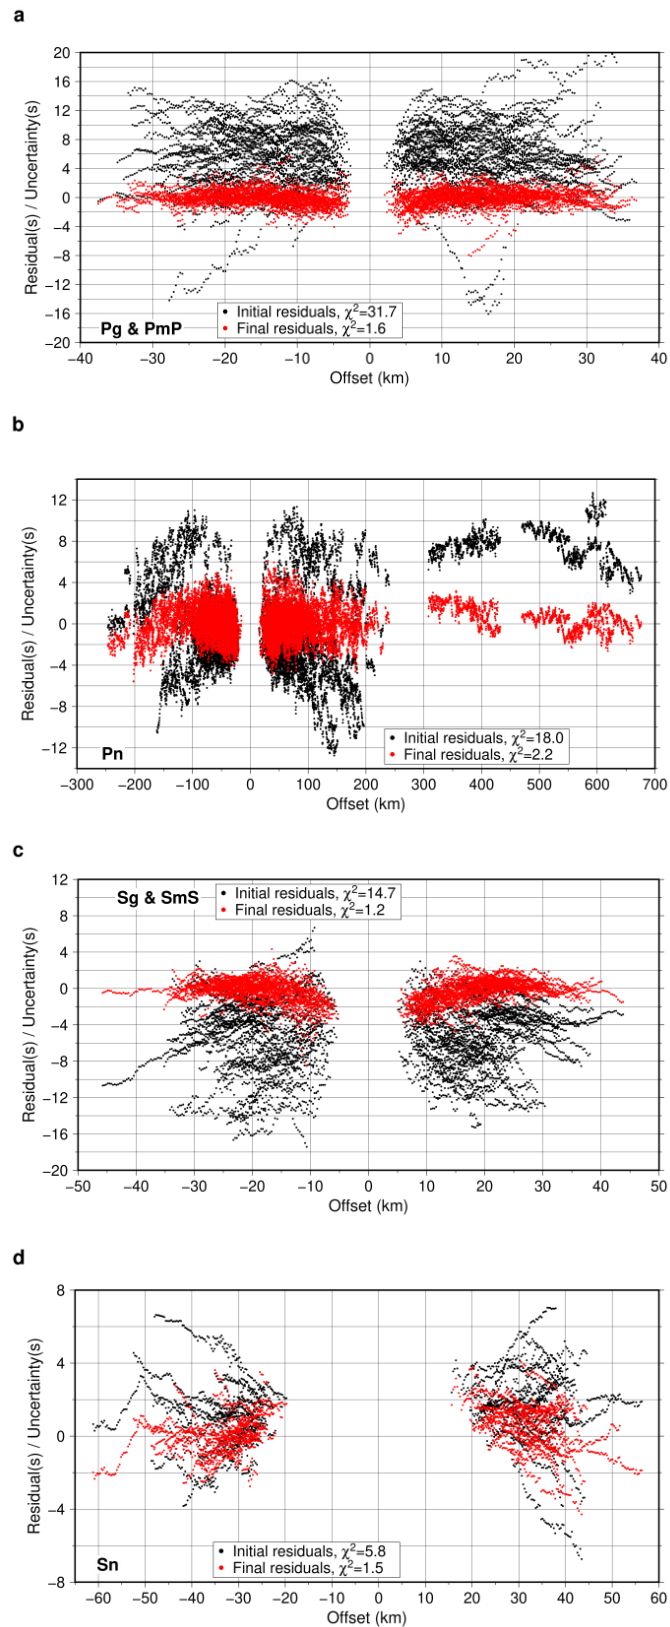 a
20
16
12
8
4
0
−4
−8
−12
−16
20
Residual(s) / Uncertainty(s)
Initial residuals, χ²=31.7
Final residuals, χ²=1.6
Pg & PmP
−40 −30 −20 −10 0 10 20 30 40
Offset (km)
b
12
8
4
0
−4
−8
−12
Residual(s) / Uncertainty(s)
Initial residuals, χ²=18.0
Final residuals, χ²=2.2
Pn
−300 −200 −100 0 100 200 300 400 500 600 700
Offset (km)
c
12
8
4
0
−4
−8
−12
−16
−20
Residual(s) / Uncertainty(s)
Sg & SmS
Initial residuals, χ²=14.7
Final residuals, χ²=1.2
−50 −40 −30 −20 −10 0 10 20 30 40 50
Offset (km)
d
8
4
0
−4
−8
Residual(s) / Uncertainty(s)
Initial residuals, χ²=5.8
Final residuals, χ²=1.5
Sn
−60 −50 −40 −30 −20 −10 0 10 20 30 40 50 60
Offset (km)